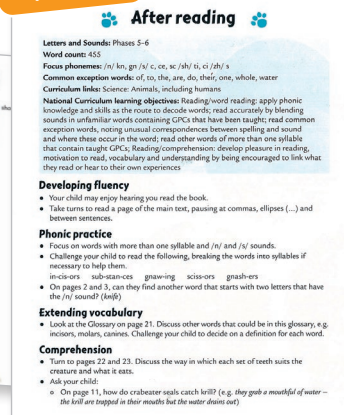 After reading
Letters and Sounds: Phases 5–6
Word count: 455
Focus phonemes: /n/ kn, gn /s/ c, ce, sc /sh/ ti, ci /zh/ s
Common exception words: of, to, the, are, do, their, one, whole, water
Curriculum links: Science: Animals, including humans
National Curriculum learning objectives: Reading/word reading: apply phonic
knowledge and skills as the route to decode words; read accurately by blending
sounds in unfamiliar words containing GPCs that have been taught; read common
exception words, noting unusual correspondences between spelling and sound
and where these occur in the word; read other words of more than one syllable
that contain taught GPCs; Reading/comprehension: develop pleasure in reading,
motivation to read, vocabulary and understanding by being encouraged to link what
they read or hear to their own experiences
Developing fluency
• Your child may enjoy hearing you read the book.
• Take turns to read a page of the main text, pausing at commas, ellipses (...) and
between sentences.
Phonic practice
• Focus on words with more than one syllable and /n/ and /s/ sounds.
• Challenge your child to read the following, breaking the words into syllables if
necessary to help them.
in-cis-ors sub-stan-ces gnaw-ing sciss-ors gnash-ers
• On pages 2 and 3, can they find another word that starts with two letters that have
the /n/ sound? (knife)
Extending vocabulary
• Look at the Glossary on page 21. Discuss other words that could be in this glossary, e.g.
incisors, molars, canines. Challenge your child to decide on a definition for each word.
Comprehension
• Turn to pages 22 and 23. Discuss the way in which each set of teeth suits the
creature and what it eats.
• Ask your child:
o On page 11, how do crabeater seals catch krill? (e.g. they grab a mouthful of water –
the krill are trapped in their mouths but the water drains out)